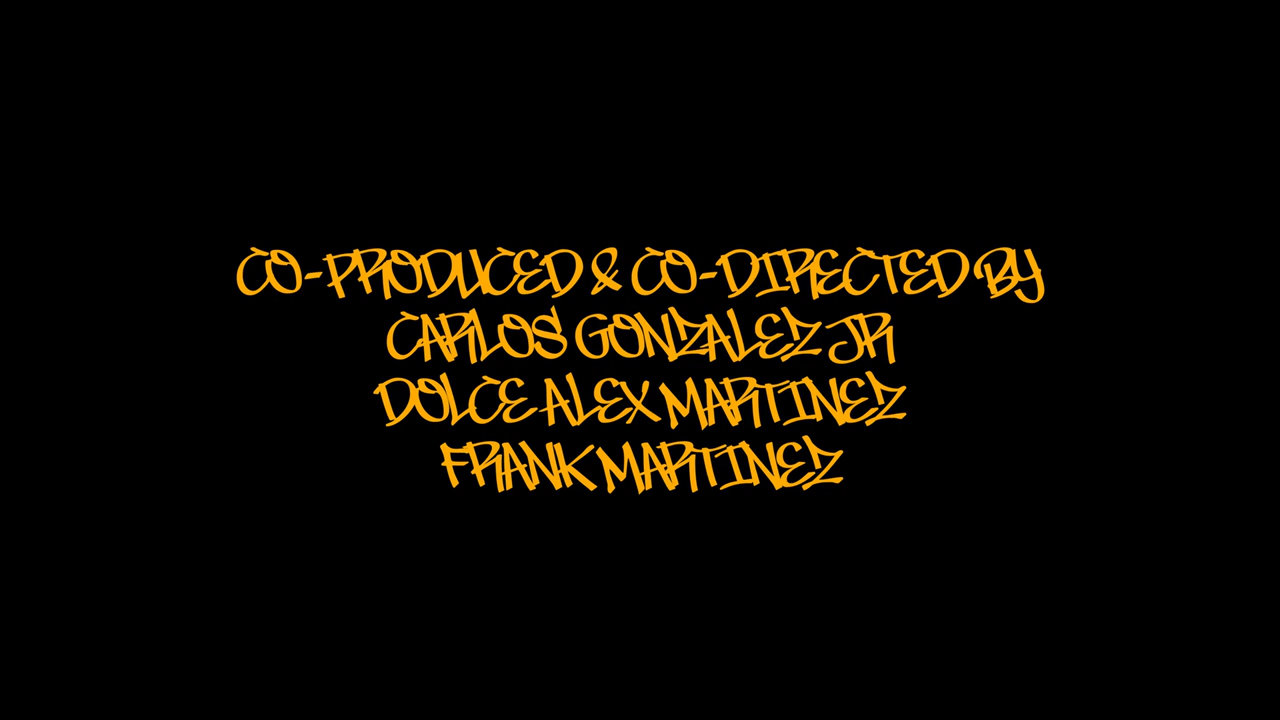 CO-PRODUCED & CO-DIRECTED BY
CARLOS GONZALEZ JR
DOLCE ALEX MARTINEZ
FRANK MARTINEZ